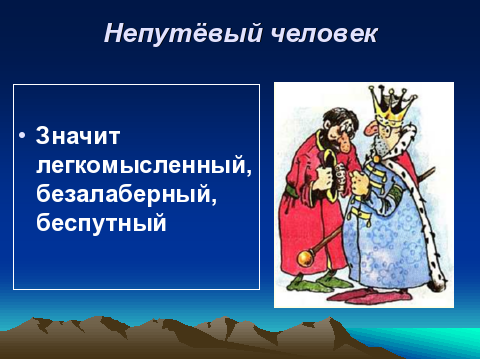 Непутёвый человек
• Значит
легкомысленный,
безалаберный,
беспутный